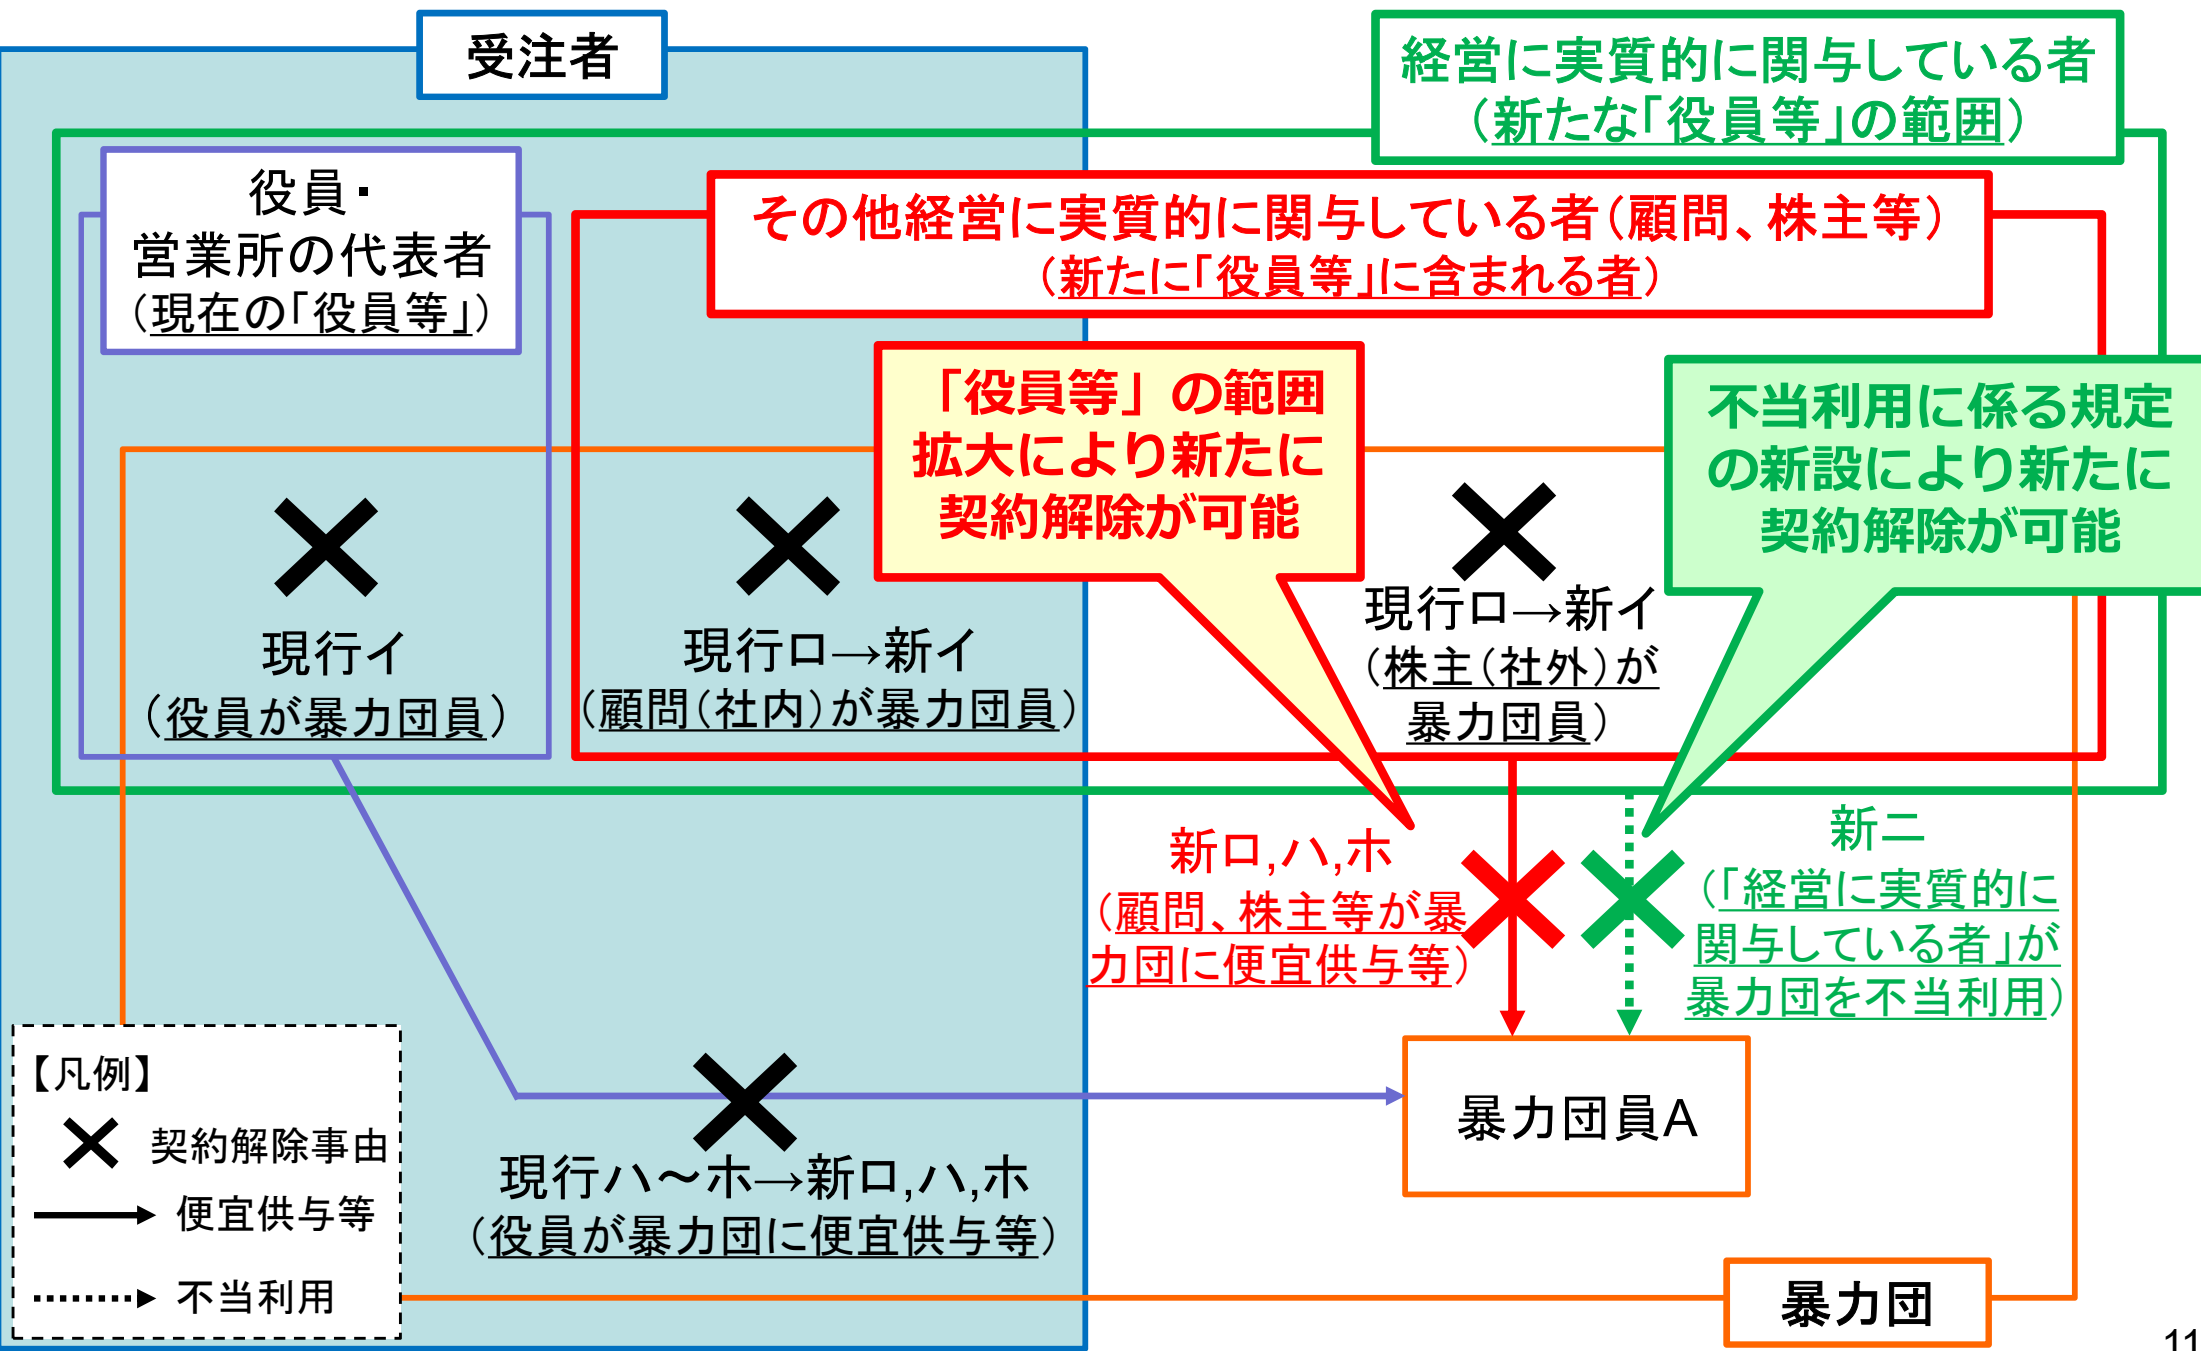 受注者
経営に実質的に関与している者
（新たな「役員等」の範囲）
役員・
営業所の代表者
（現在の「役員等」）
その他経営に実質的に関与している者（顧問、株主等）
（新たに「役員等」に含まれる者）
「役員等」の範囲
拡大により新たに
契約解除が可能
不当利用に係る規定
の新設により新たに
契約解除が可能
現行イ
（役員が暴力団員）
現行ロ→新イ
（顧問（社内）が暴力団員）
現行ロ→新イ
（株主（社外）が
暴力団員）
新ロ,ハ,ホ
（顧問、株主等が暴
力団に便宜供与等）
新ニ
（「経営に実質的に
関与している者」が
暴力団を不当利用）
暴力団員A
現行ハ～ホ→新ロ,ハ,ホ
（役員が暴力団に便宜供与等）
【凡例】
契約解除事由
便宜供与等
不当利用
暴力団
11